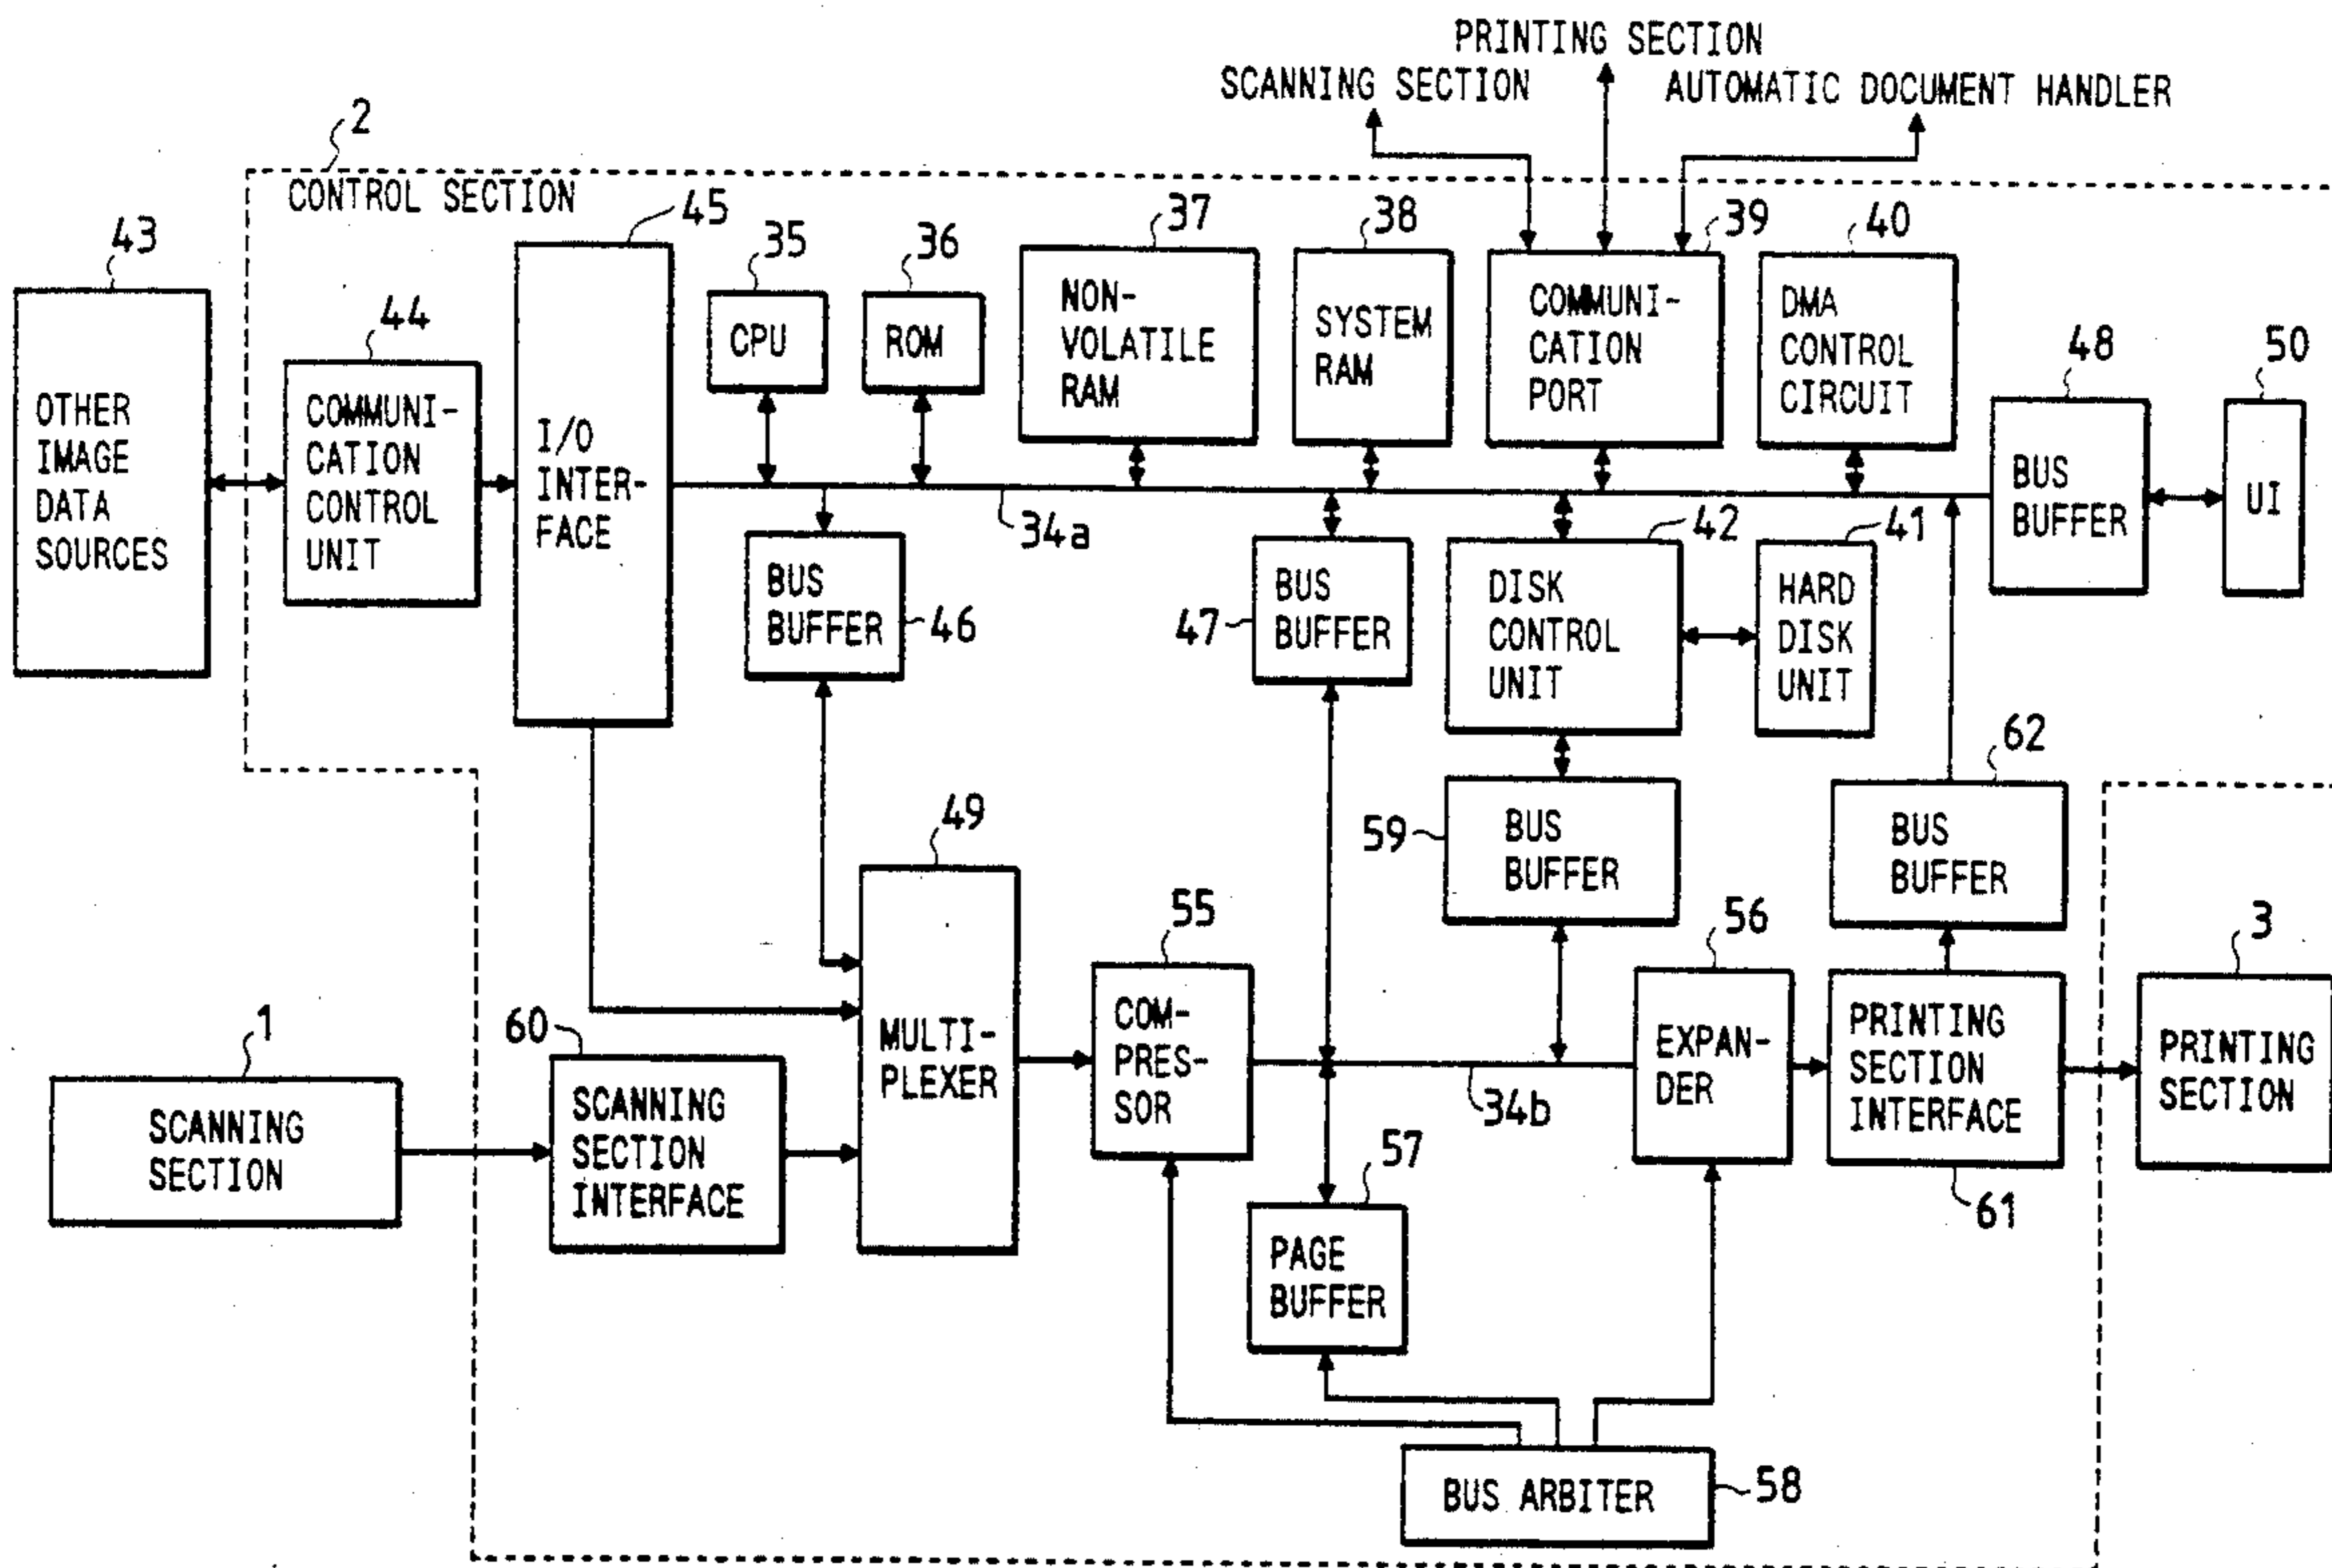 PRINTING SECTION
SCANNING SECTION
AUTOMATIC DOCUMENT HANDLER
2
CONTROL SECTION
43
OTHER
IMAGE
DATA
SOURCES
44
COMMUNI-
CATION
CONTROL
UNIT
45
I/O
INTER-
FACE
35
CPU
36
ROM
37
NON-
VOLATILE
RAM
38
SYSTEM
RAM
39
COMMUNI-
CATION
PORT
40
DMA
CONTROL
CIRCUIT
48
BUS
BUFFER
50
UI
34a
BUS
BUFFER
46
47
BUS
BUFFER
42
DISK
CONTROL
UNIT
41
HARD
DISK
UNIT
59
BUS
BUFFER
62
BUS
BUFFER
1
SCANNING
SECTION
60
SCANNING
SECTION
INTERFACE
49
MULTI-
PLEXER
55
COM-
PRES-
SOR
34b
56
EXPAN-
DER
PRINTING
SECTION
INTERFACE
61
3
PRINTING
SECTION
57
PAGE
BUFFER
BUS ARBITER
58